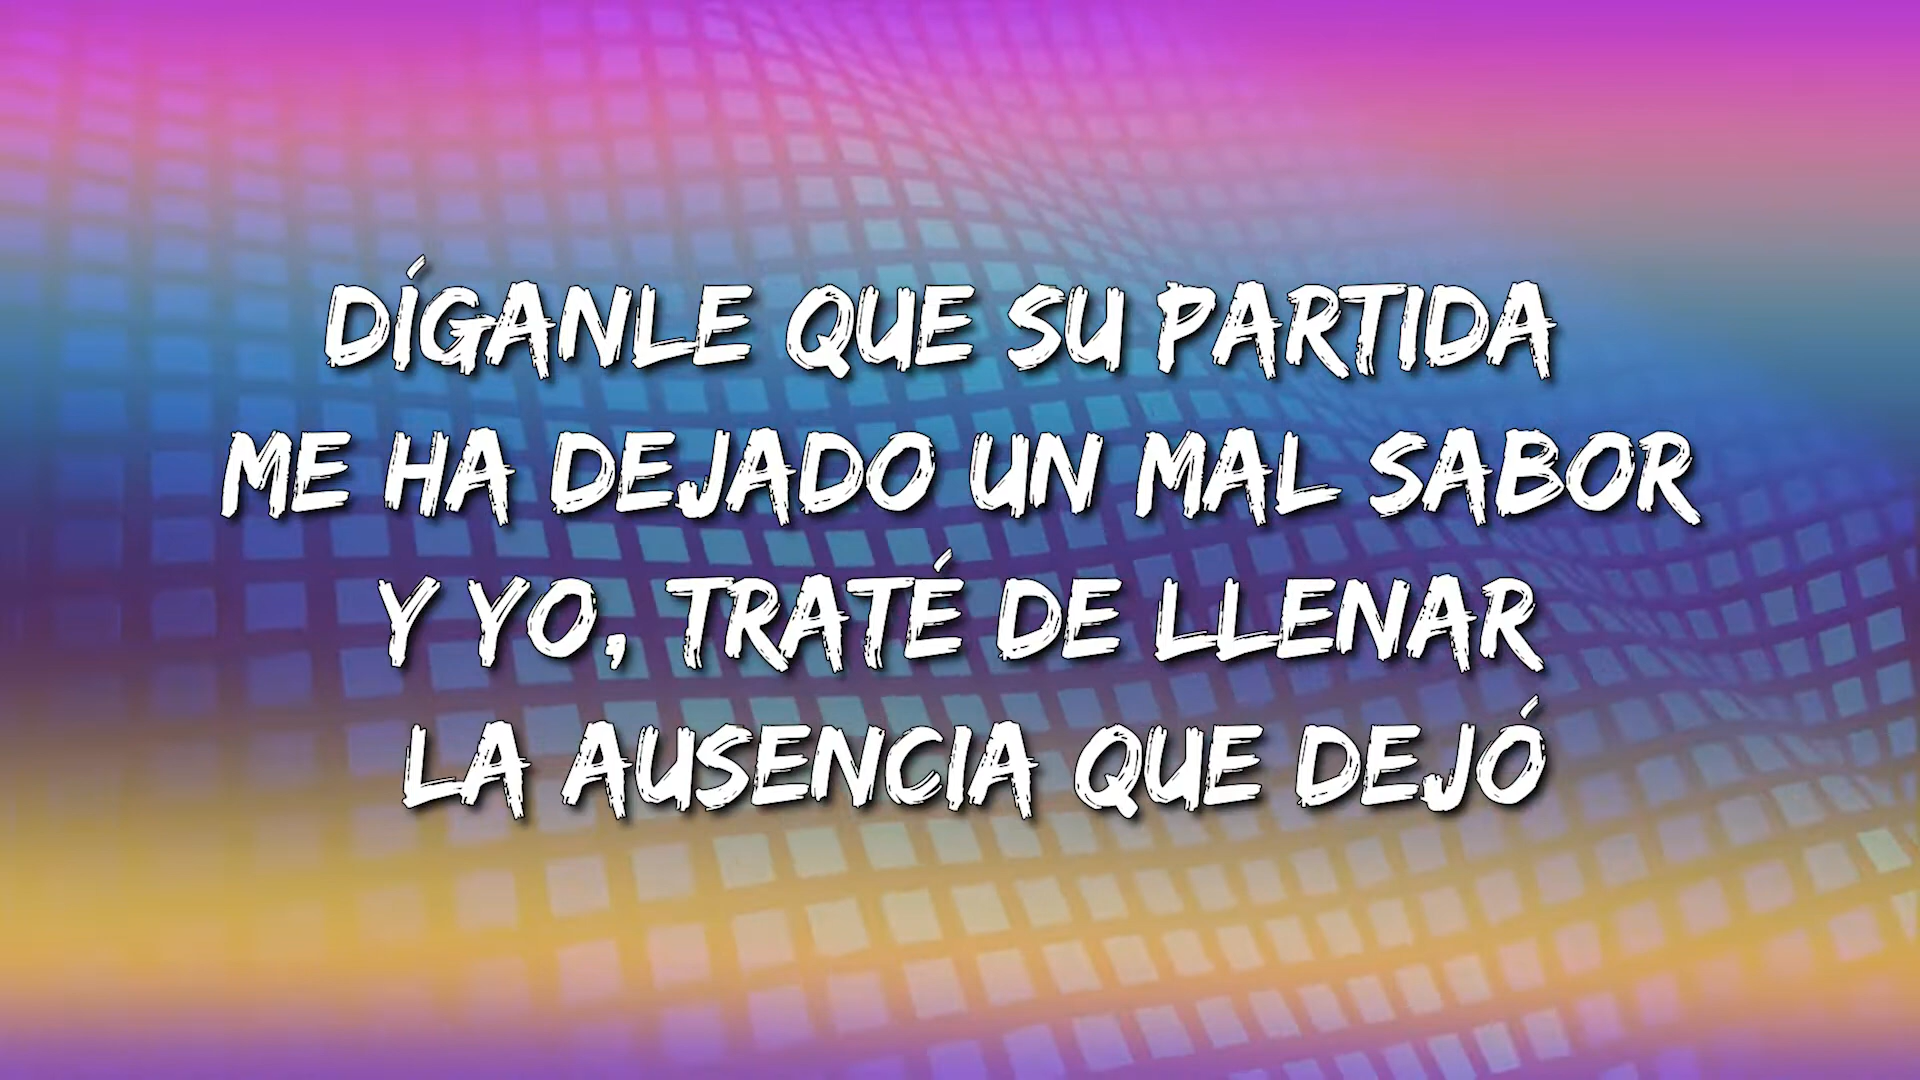 DÍGANLE QUE SU PARTIDA
ME HA DEJADO UN MAL SABOR
Y YO, TRATÉ DE LLENAR
LA AUSENCIA QUE DEJÓ